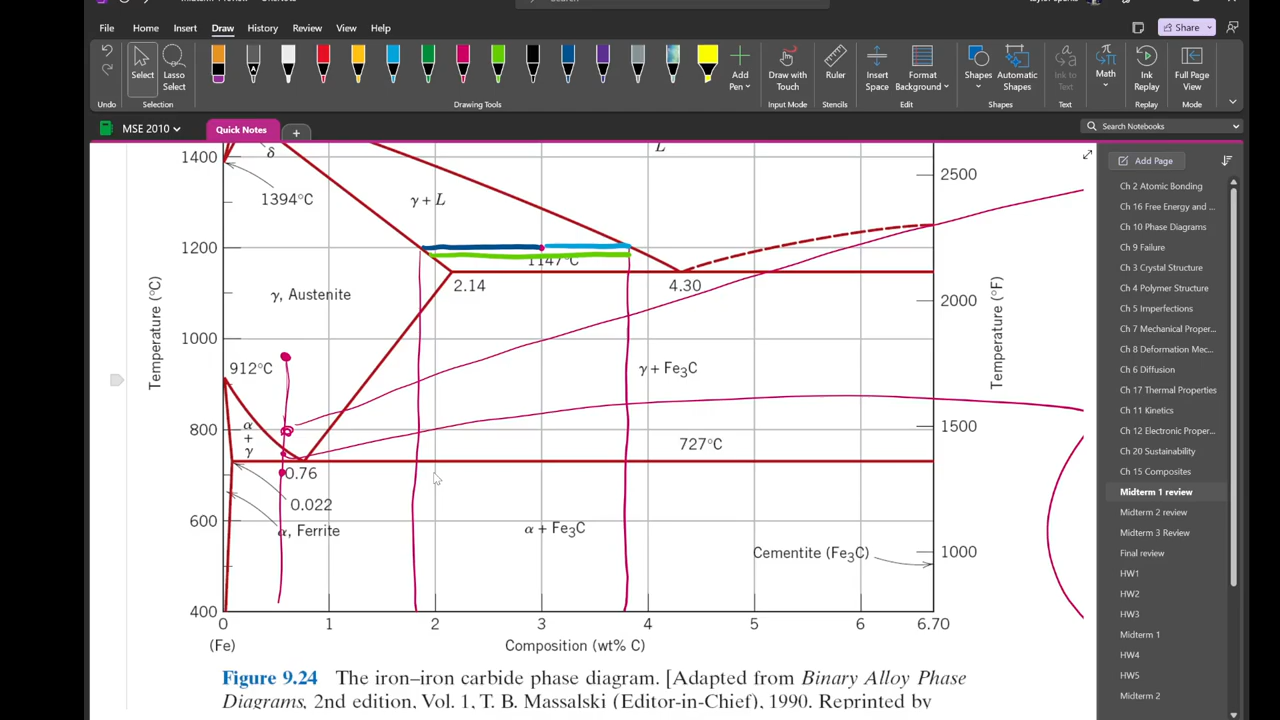 File Home Insert Draw History Review View Help Share
Select
Lasso Select
Add Pen
Draw with Touch
Ruler
Insert Space
Format Background
Shapes
Automatic Shapes
Ink to Text
Math
Ink Replay
Full Page View
Undo
Selection
Drawing Tools
Input Mode
Stencils
Edit
Shapes
Text
Replay
Mode
MSE 2010
Quick Notes
+
Search Notebooks
Add Page
Ch 2 Atomic Bonding
Ch 16 Free Energy and ...
Ch 10 Phase Diagrams
Ch 9 Failure
Ch 3 Crystal Structure
Ch 4 Polymer Structure
Ch 5 Imperfections
Ch 7 Mechanical Proper...
Ch 8 Deformation Mec...
Ch 6 Diffusion
Ch 17 Thermal Properties
Ch 11 Kinetics
Ch 12 Electronic Proper...
Ch 20 Sustainability
Ch 15 Composites
Midterm 1 review
Midterm 2 review
Midterm 3 Review
Final review
HW1
HW2
HW3
Midterm 1
HW4
HW5
Midterm 2
δ
L
1400
2500
1394°C
γ + L
1200
1147°C
γ, Austenite
2.14
4.30
2000
Temperature (°C)
Temperature (°F)
1000
912°C
γ + Fe₃C
800
α
+
γ
1500
727°C
0.76
0.022
600
α, Ferrite
α + Fe₃C
Cementite (Fe₃C)
1000
400
0 1 2 3 4 5 6 6.70
(Fe)
Composition (wt% C)
Figure 9.24 The iron–iron carbide phase diagram. [Adapted from Binary Alloy Phase
Diagrams, 2nd edition, Vol. 1, T. B. Massalski (Editor-in-Chief), 1990. Reprinted by